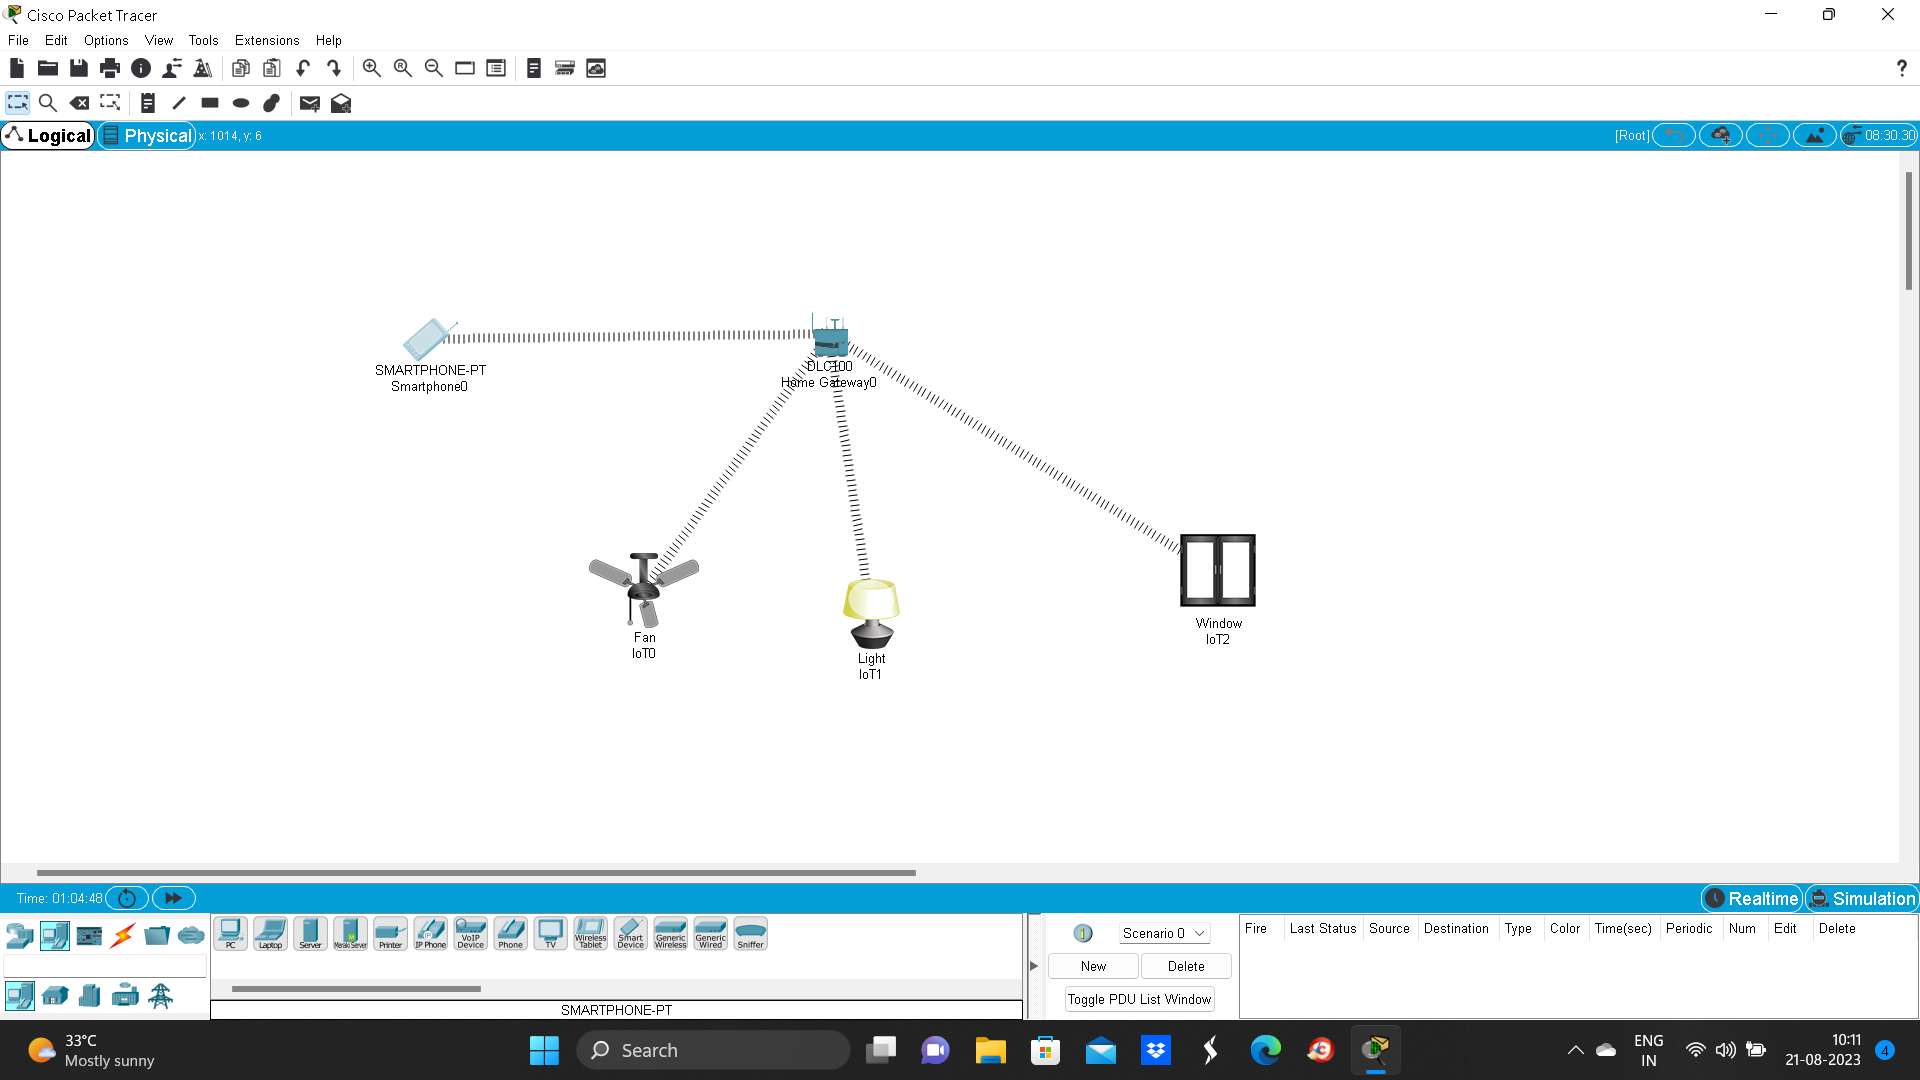 Cisco Packet Tracer
File Edit Options View Tools Extensions Help
?
Logical Physical x: 1014, y: 6 [Root] 08:30:30
SMARTPHONE-PT
Smartphone0
DLC100
Home Gateway0
Fan
IoT0
Light
IoT1
Window
IoT2
Time: 01:04:48 Realtime Simulation
PC Laptop Server Meraki Server Printer IP Phone VoIP Device Phone TV Wireless Tablet Smart Device Generic Wireless Generic Wired Sniffer
SMARTPHONE-PT
Scenario 0
New Delete
Toggle PDU List Window
Fire Last Status Source Destination Type Color Time(sec) Periodic Num Edit Delete
33°C
Mostly sunny
Search
ENG
IN
10:11
21-08-2023
4